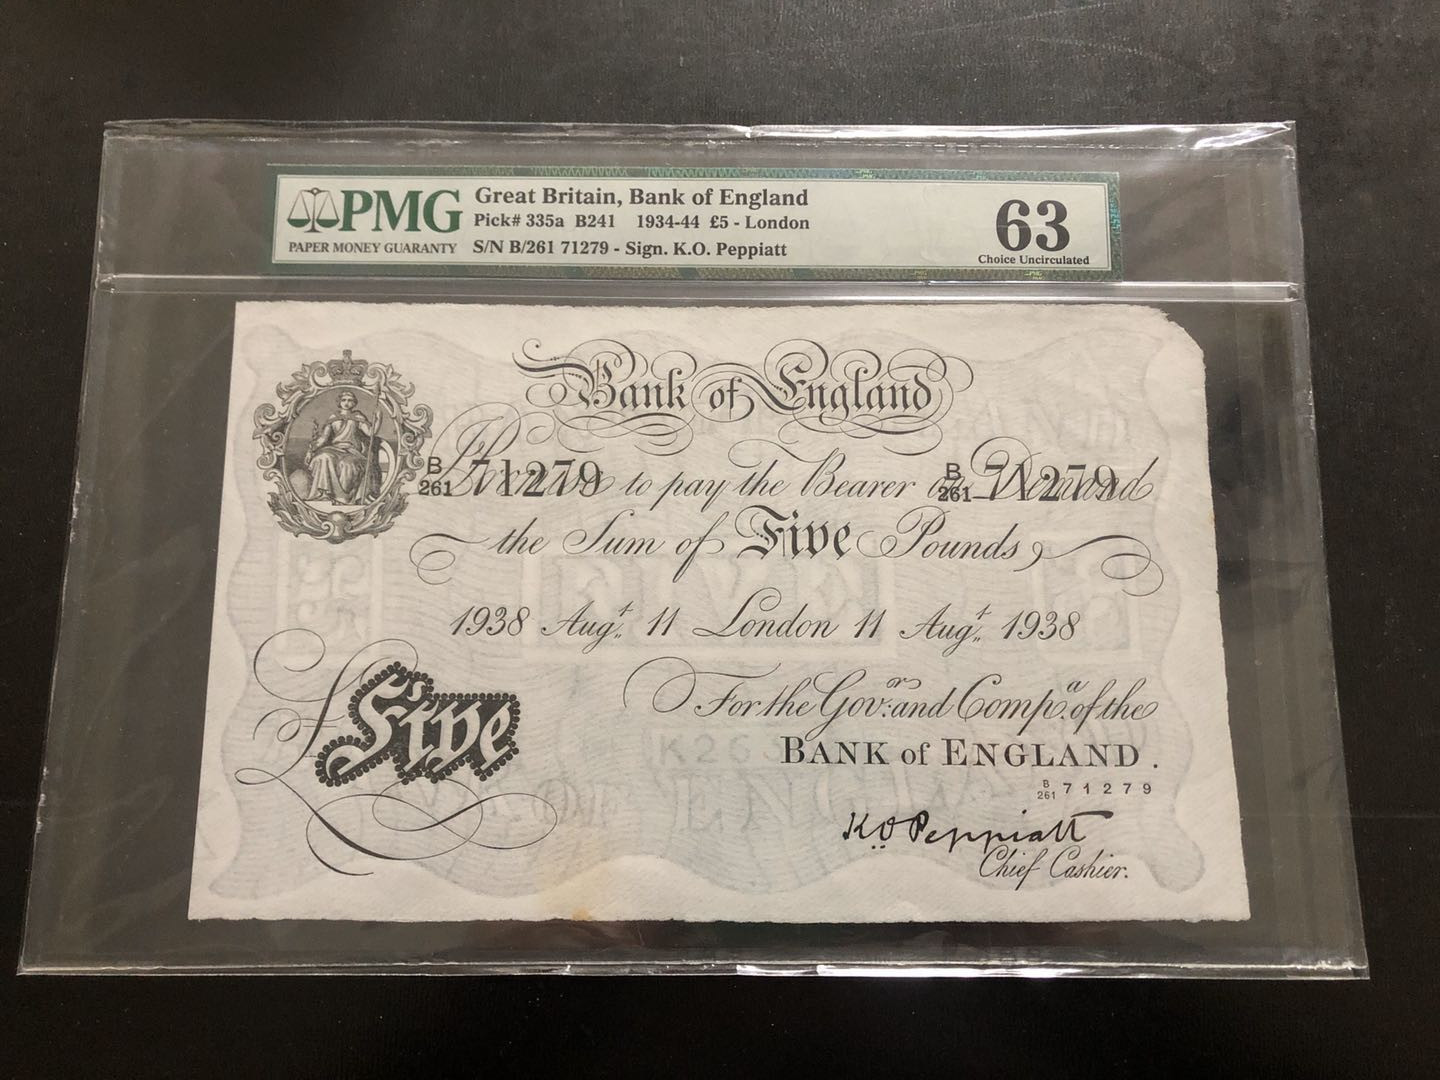 PMG
PAPER MONEY GUARANTY
Great Britain, Bank of England
Pick# 335a B241 1934-44 £5 - London
S/N B/261 71279 - Sign. K.O. Peppiatt
63
Choice Uncirculated
Bank of England
B
261 71279
B
261 71279
Promise to pay the Bearer on Demand
the Sum of Five Pounds
1938 Augt. 11 London 11 Augt. 1938
Five
For the Govr. and Compa. of the
BANK of ENGLAND.
B
261 71279
K.O Peppiatt
Chief Cashier.